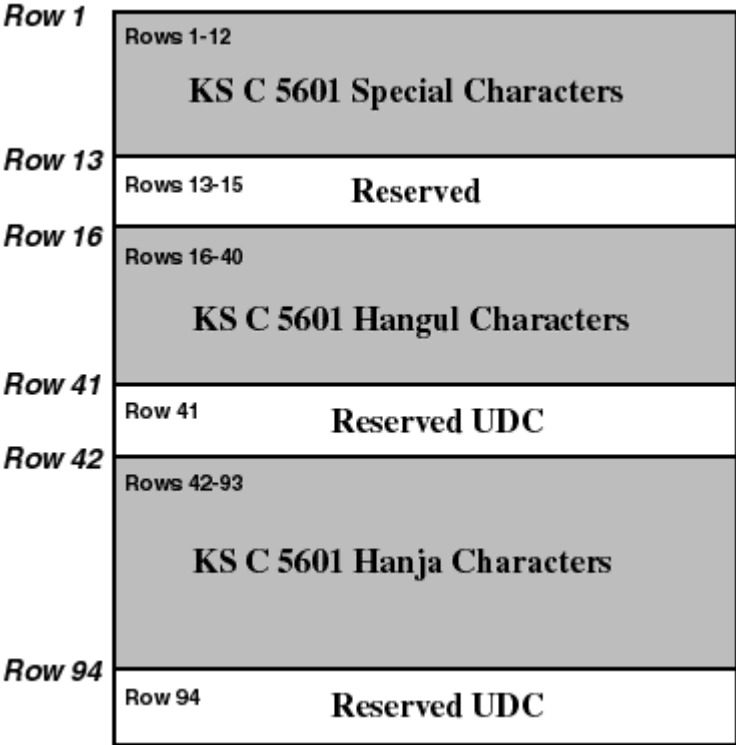 Row 1
Rows 1-12
KS C 5601 Special Characters
Row 13
Rows 13-15
Reserved
Row 16
Rows 16-40
KS C 5601 Hangul Characters
Row 41
Row 41
Reserved UDC
Row 42
Rows 42-93
KS C 5601 Hanja Characters
Row 94
Row 94
Reserved UDC